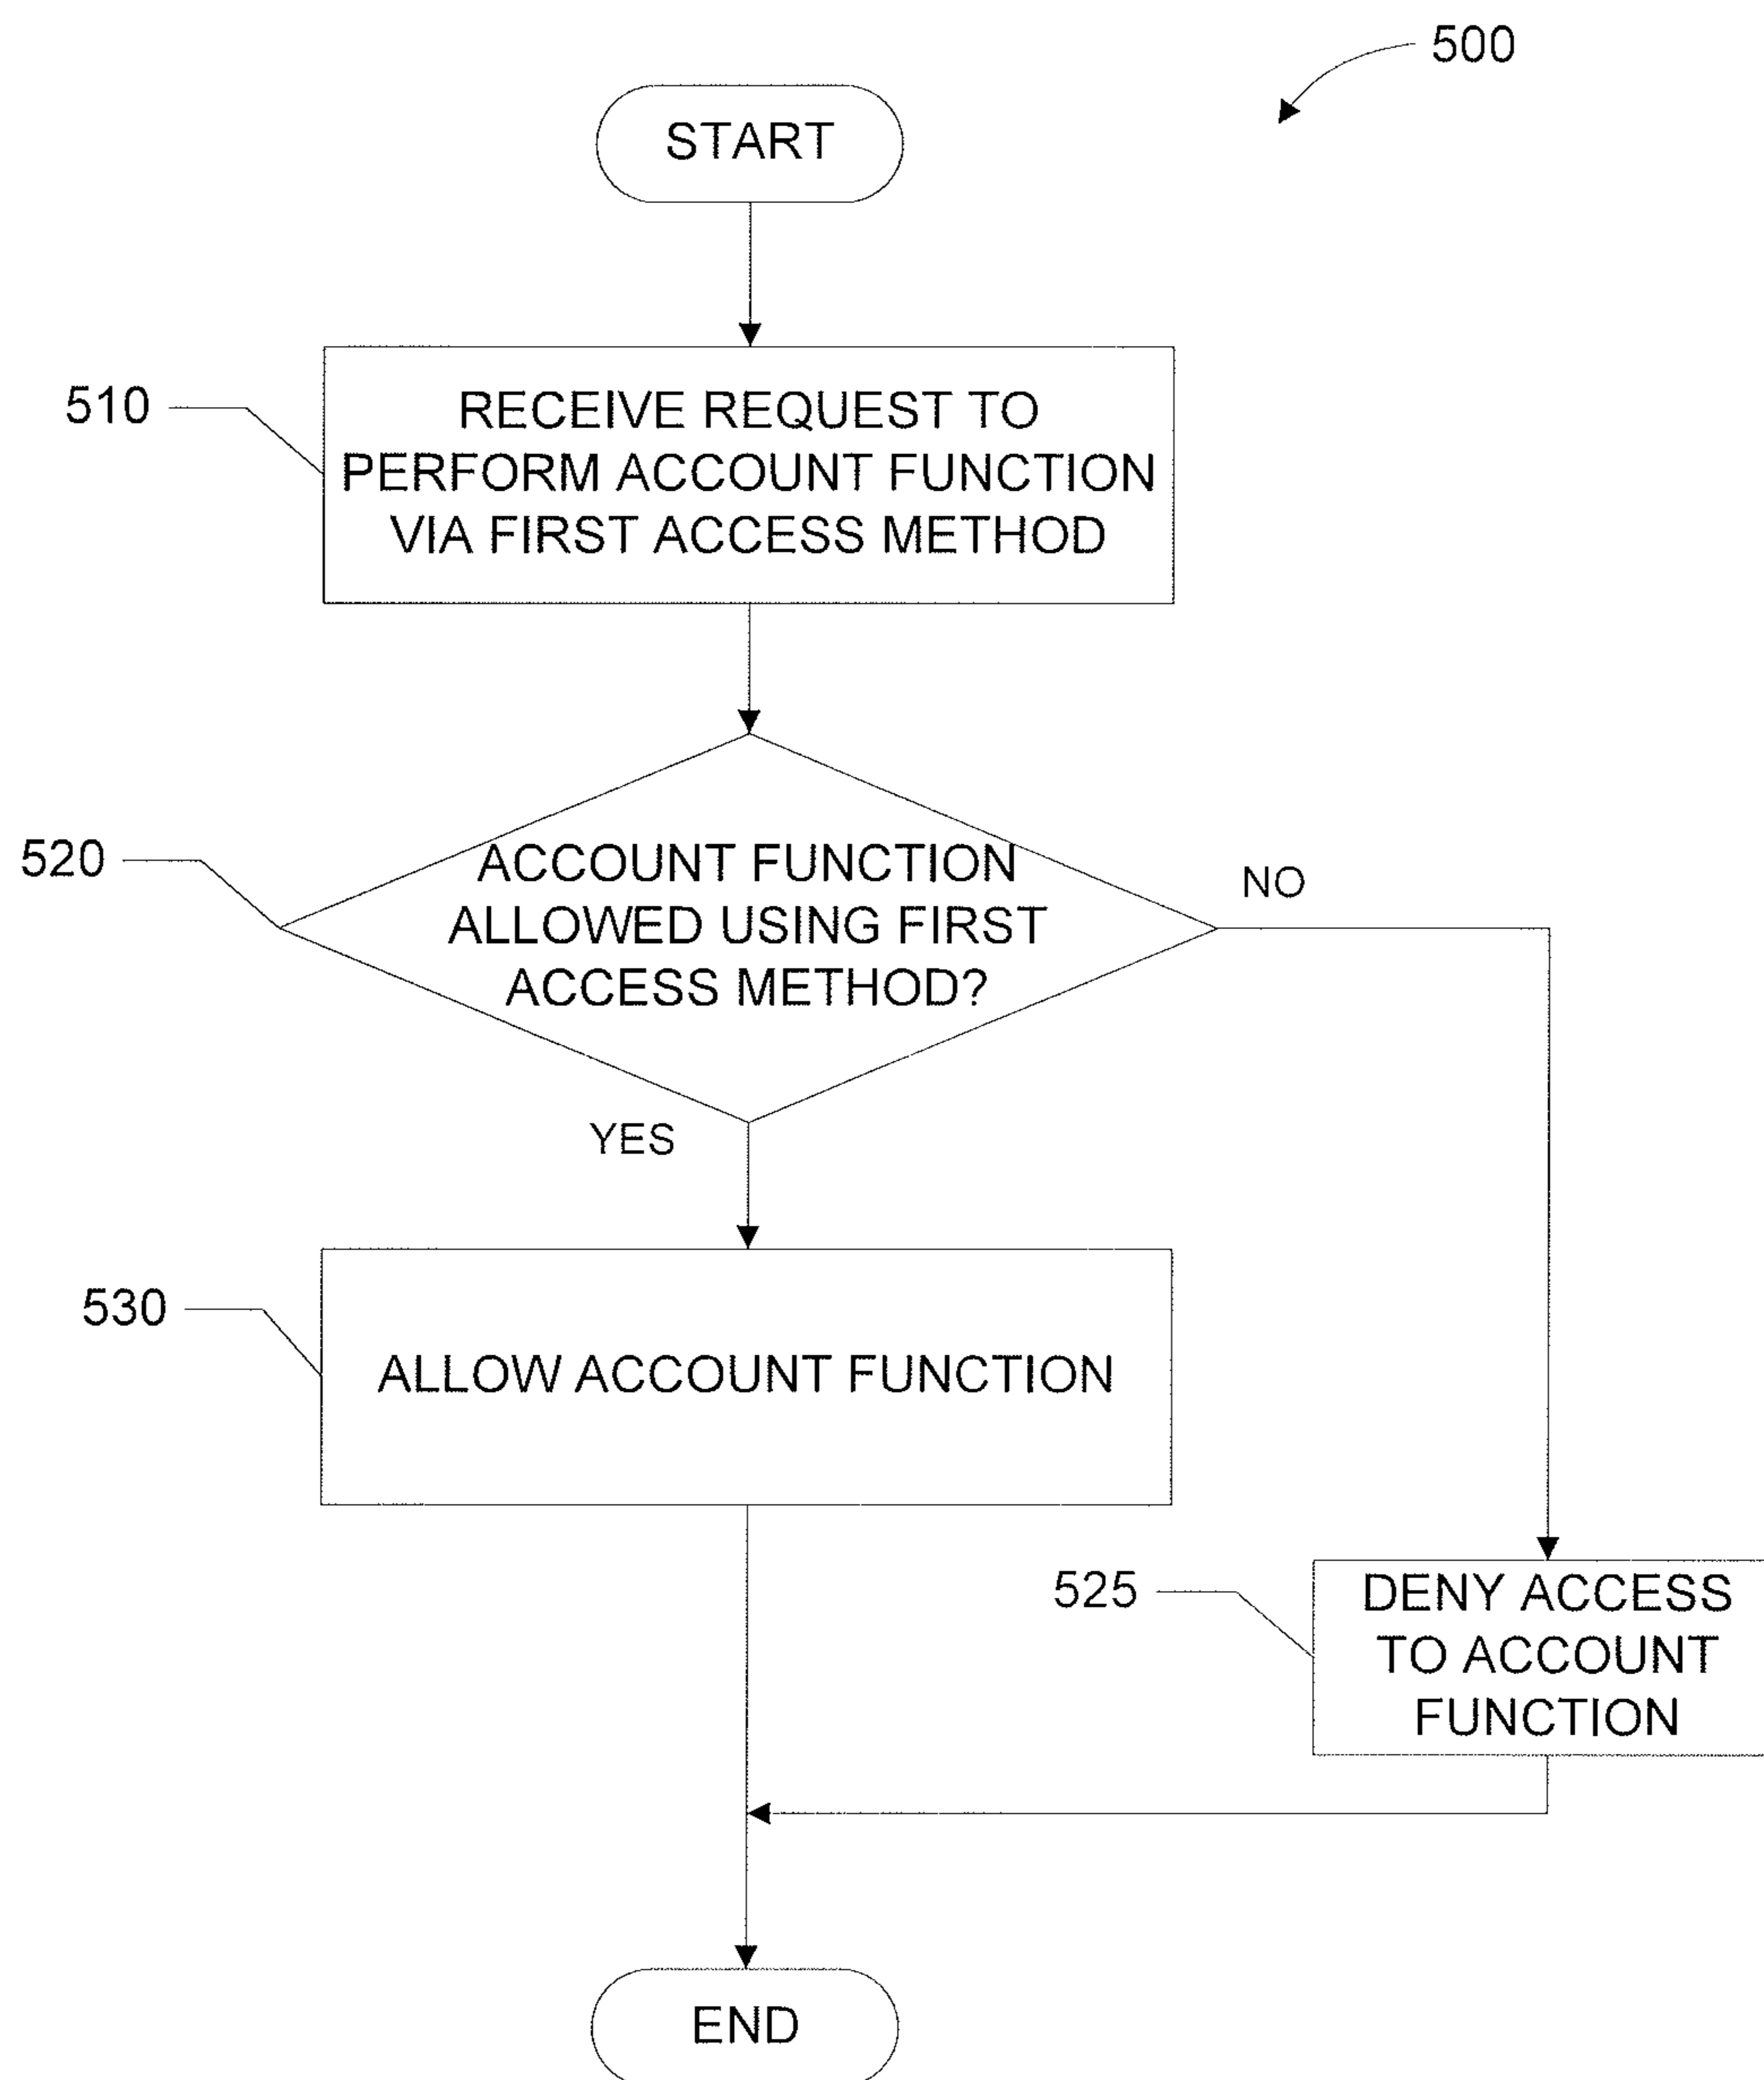 500
START
510
RECEIVE REQUEST TO
PERFORM ACCOUNT FUNCTION
VIA FIRST ACCESS METHOD
520
ACCOUNT FUNCTION
ALLOWED USING FIRST
ACCESS METHOD?
NO
YES
530
ALLOW ACCOUNT FUNCTION
525
DENY ACCESS
TO ACCOUNT
FUNCTION
END